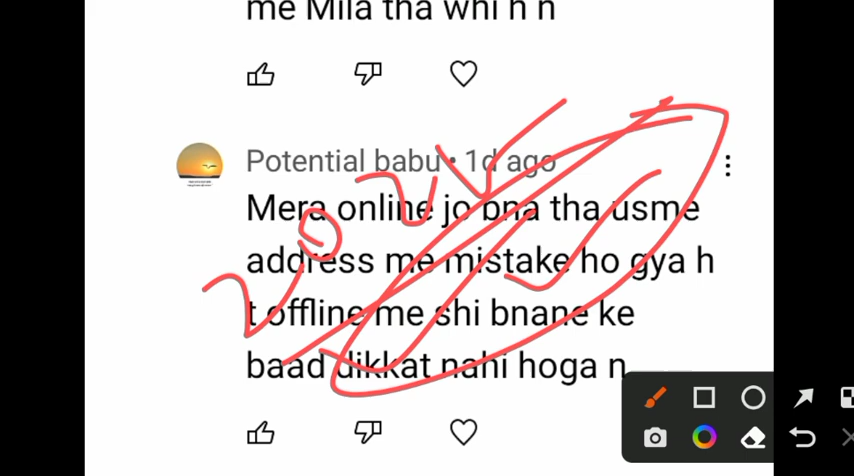 me Mila tha whi h n
Potential babu • 1d ago
Mera online jo bna tha usme
address me mistake ho gya h
t offline me shi bnane ke
baad dikkat nahi hoga n